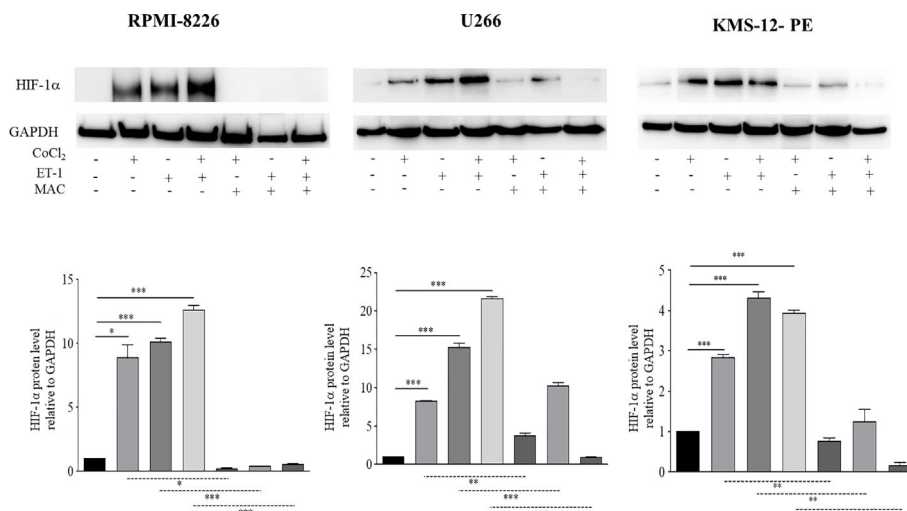 RPMI-8226
U266
KMS-12- PE
HIF-1α
GAPDH
CoCl₂ - + - + + - +
ET-1 - - + + - + +
MAC - - - - + + +
- + - + + - +
- - + + - + +
- - - - + + +
- + - + + - +
- - + + - + +
- - - - + + +
HIF-1α protein level
relative to GAPDH
15
10
5
0
***
***
*
*
***
***
HIF-1α protein level
relative to GAPDH
25
20
15
10
5
0
***
***
***
**
***
HIF-1α protein level
relative to GAPDH
5
4
3
2
1
0
***
***
***
**
**